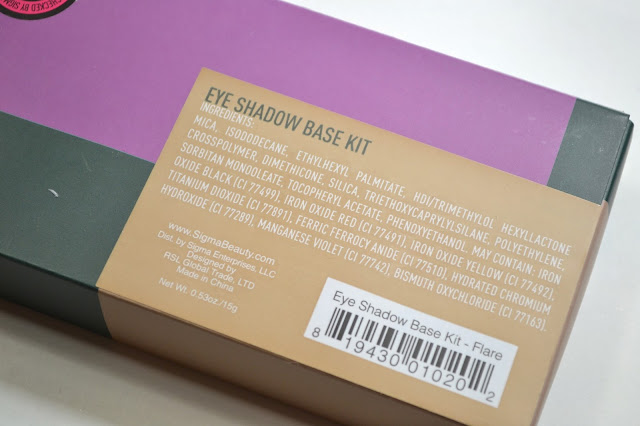 CHECKED BY SIGMA
EYE SHADOW BASE KIT
INGREDIENTS:
MICA, ISODODECANE, ETHYLHEXYL PALMITATE, HDI/TRIMETHYLOL HEXYLLACTONE
CROSSPOLYMER, DIMETHICONE, SILICA, TRIETHOXYCAPRYLYLSILANE, POLYETHYLENE,
SORBITAN MONOOLEATE, TOCOPHERYL ACETATE, PHENOXYETHANOL. MAY CONTAIN: IRON
OXIDE BLACK (CI 77499), IRON OXIDE RED (CI 77491), IRON OXIDE YELLOW (CI 77492),
TITANIUM DIOXIDE (CI 77891), FERRIC FERROCYANIDE (CI 77510), HYDRATED CHROMIUM
HYDROXIDE (CI 77289), MANGANESE VIOLET (CI 77742), BISMUTH OXYCHLORIDE (CI 77163).
www.SigmaBeauty.com
Dist. by Sigma Enterprises, LLC
Designed by
RSL Global Trade LTD
Made in China
Net Wt. 0.53oz./15g
Eye Shadow Base Kit - Flare
8 19430 01020 2